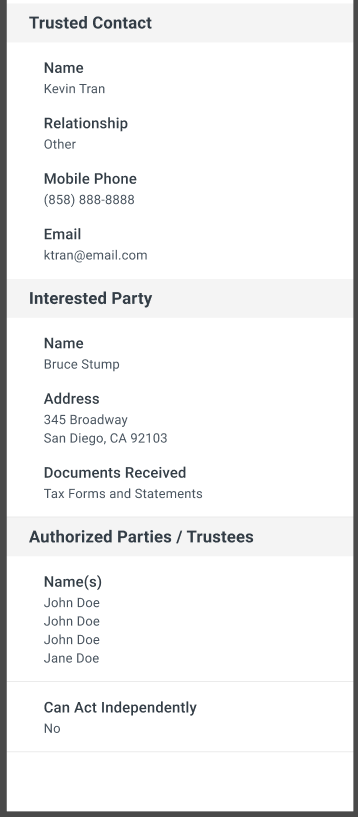 Trusted Contact
Name
Kevin Tran
Relationship
Other
Mobile Phone
(858) 888-8888
Email
ktran@email.com
Interested Party
Name
Bruce Stump
Address
345 Broadway
San Diego, CA 92103
Documents Received
Tax Forms and Statements
Authorized Parties / Trustees
Name(s)
John Doe
John Doe
John Doe
Jane Doe
Can Act Independently
No